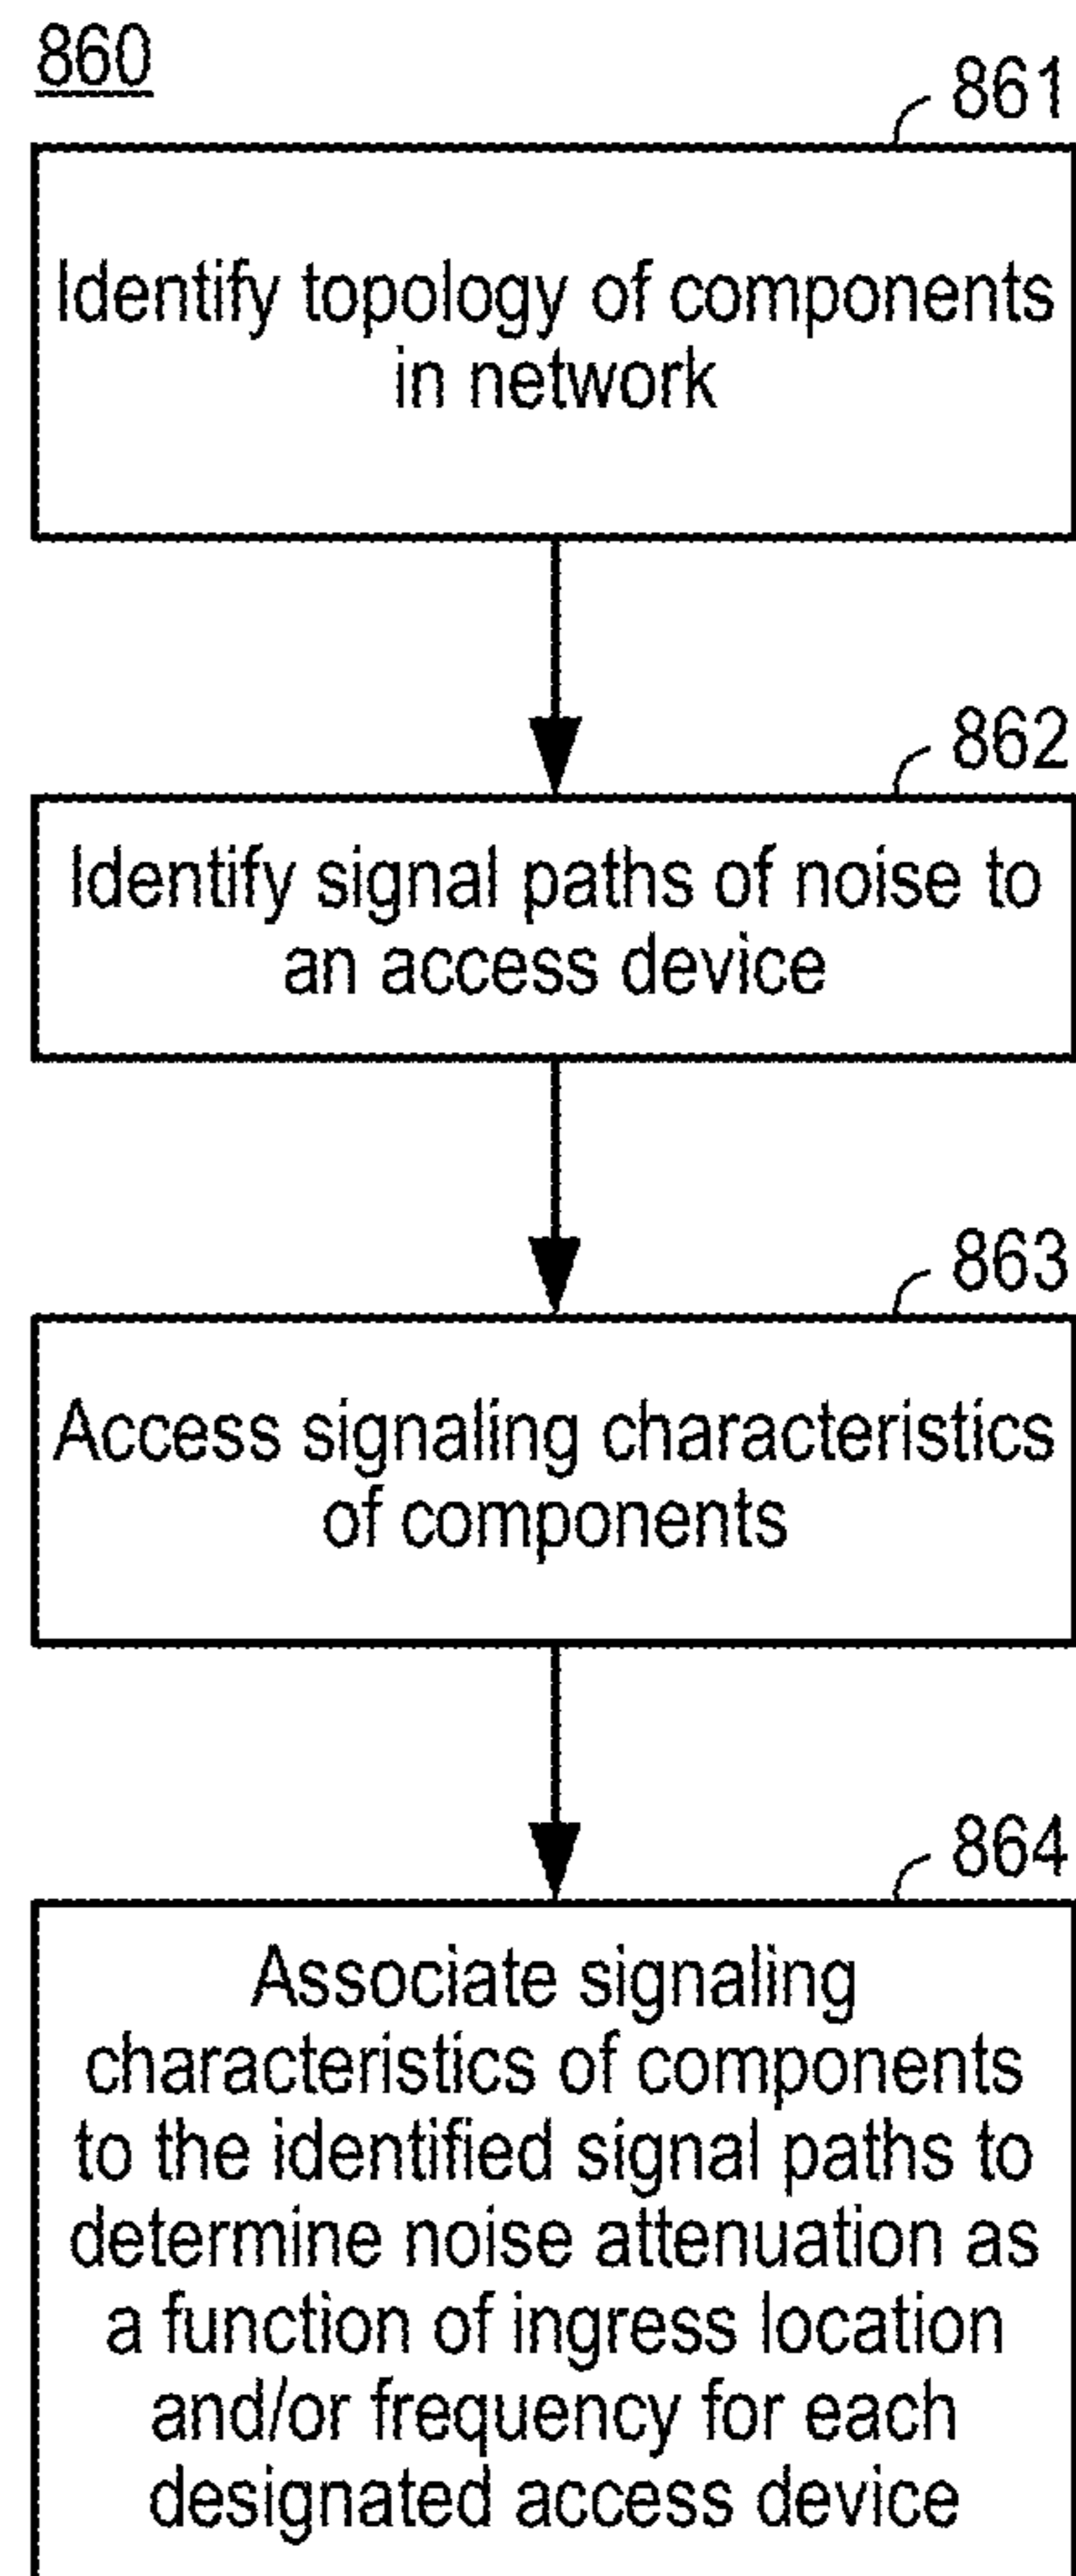 860
861
Identify topology of components
in network
862
Identify signal paths of noise to
an access device
863
Access signaling characteristics
of components
864
Associate signaling
characteristics of components
to the identified signal paths to
determine noise attenuation as
a function of ingress location
and/or frequency for each
designated access device